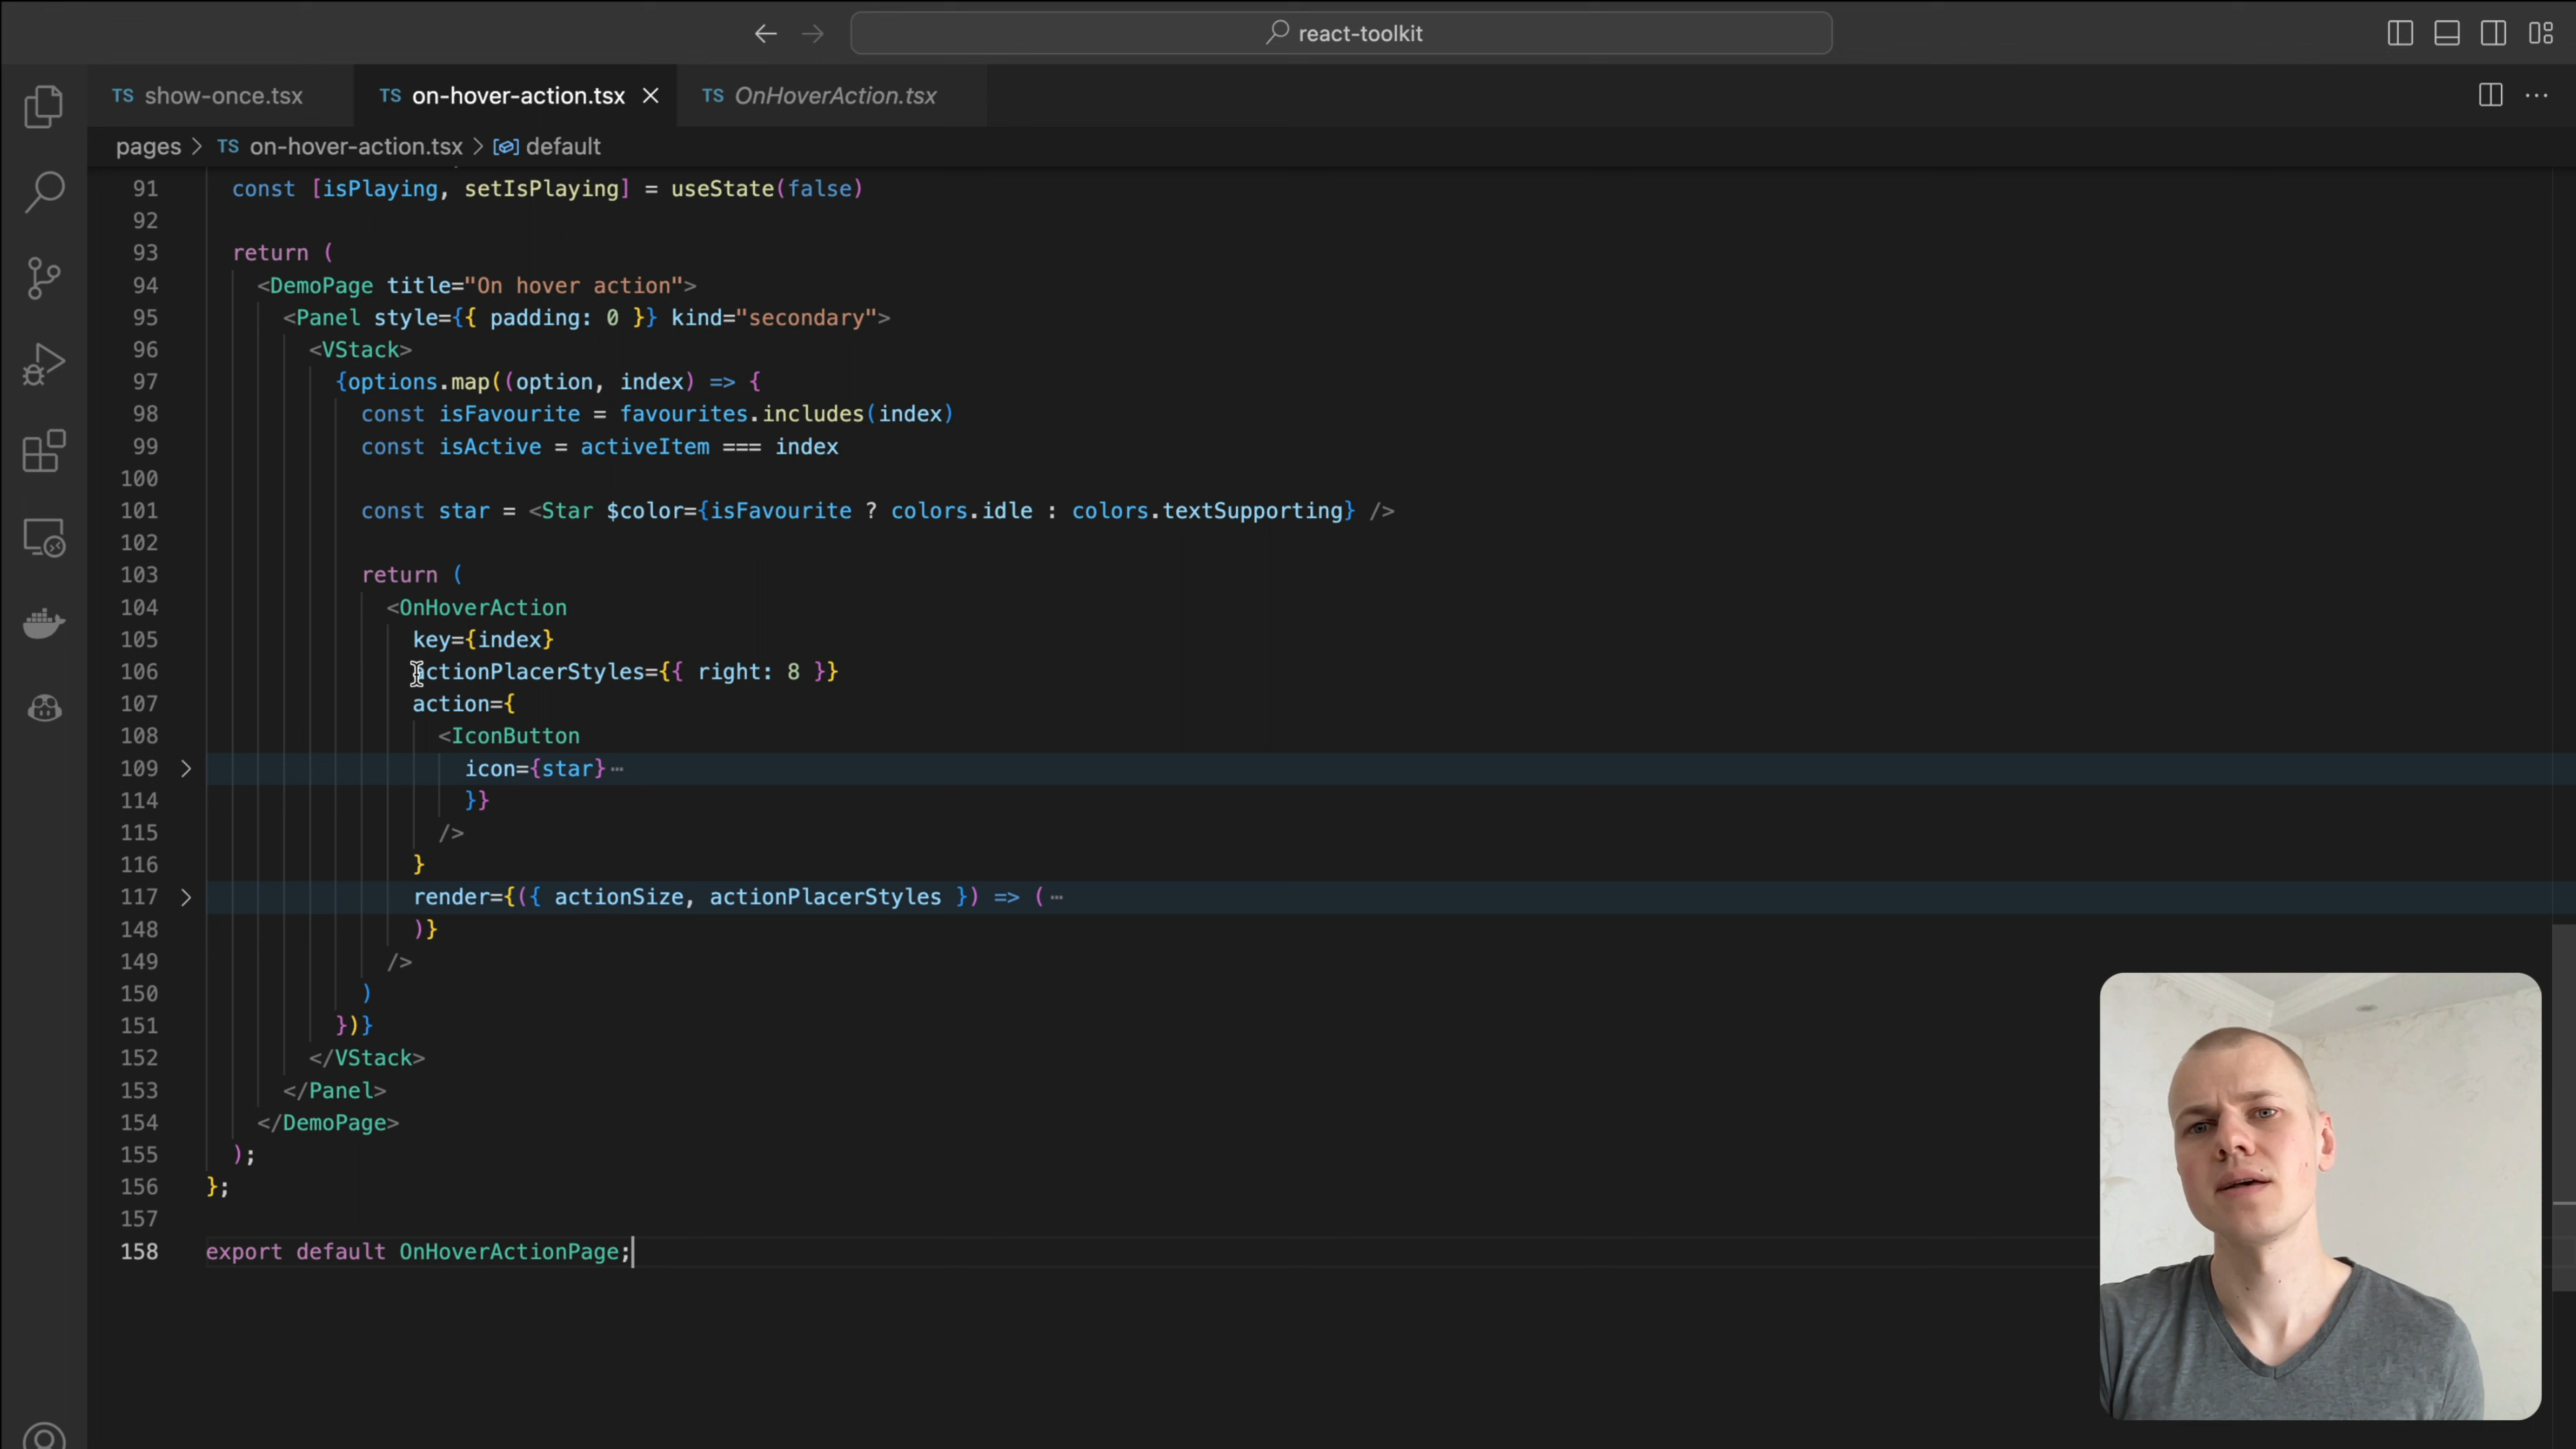 react-toolkit
TS show-once.tsx
TS on-hover-action.tsx
TS OnHoverAction.tsx
pages > TS on-hover-action.tsx > default
91 const [isPlaying, setIsPlaying] = useState(false)
92
93 return (
94 <DemoPage title="On hover action">
95 <Panel style={{ padding: 0 }} kind="secondary">
96 <VStack>
97 {options.map((option, index) => {
98 const isFavourite = favourites.includes(index)
99 const isActive = activeItem === index
100
101 const star = <Star $color={isFavourite ? colors.idle : colors.textSupporting} />
102
103 return (
104 <OnHoverAction
105 key={index}
106 actionPlacerStyles={{ right: 8 }}
107 action={
108 <IconButton
109 icon={star}⋯
114 }}
115 />
116 }
117 render={({ actionSize, actionPlacerStyles }) => (⋯
148 )}
149 />
150 )
151 })}
152 </VStack>
153 </Panel>
154 </DemoPage>
155 );
156 };
157
158 export default OnHoverActionPage;